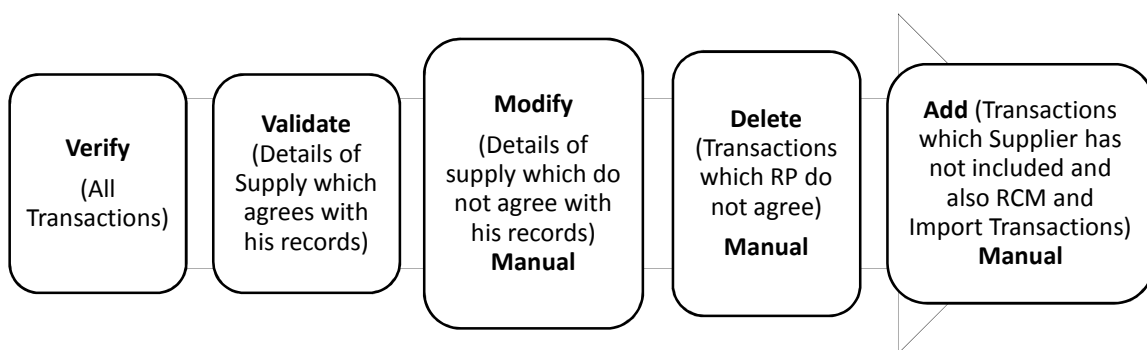 Verify
(All
Transactions)
Validate
(Details of
Supply which
agrees with
his records)
Modify
(Details of
supply which do
not agree with
his records)
Manual
Delete
(Transactions
which RP do
not agree)
Manual
Add (Transactions
which Supplier has
not included and
also RCM and
Import Transactions)
Manual